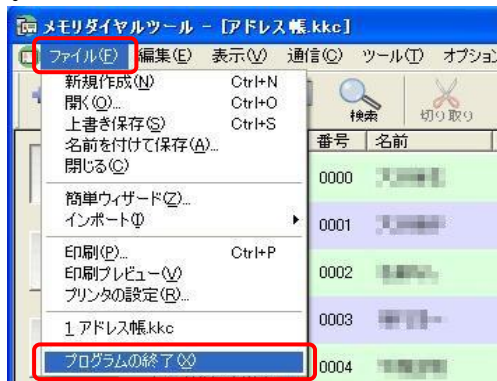 メモリダイヤルツール - [アドレス帳.kkc]
ファイル(F) 編集(E) 表示(V) 通信(C) ツール(T) オプション
新規作成(N) Ctrl+N
開く(O)... Ctrl+O
上書き保存(S) Ctrl+S
名前を付けて保存(A)...
閉じる(C)
簡単ウィザード(Z)...
インポート(I)
印刷(P)... Ctrl+P
印刷プレビュー(V)
プリンタの設定(R)...
1 アドレス帳.kkc
プログラムの終了(X)
検索 切り取り
番号 名前
0000
0001
0002
0003
0004